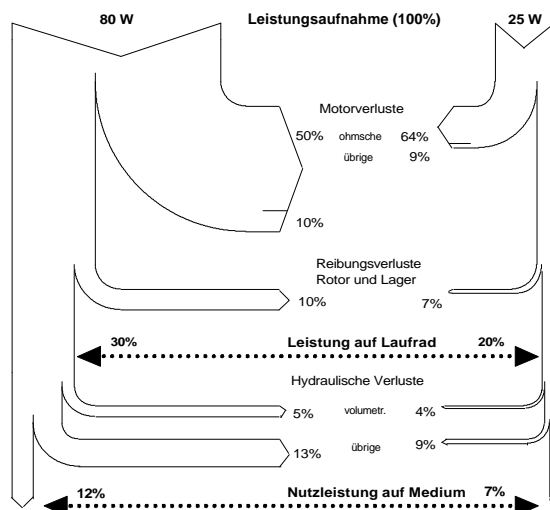 80 W Leistungsaufnahme (100%) 25 W
Motorverluste
50% ohmsche 64%
übrige 9%
10%
Reibungsverluste
Rotor und Lager
10% 7%
30% Leistung auf Laufrad 20%
Hydraulische Verluste
5% volumetr. 4%
13% übrige 9%
12% Nutzleistung auf Medium 7%